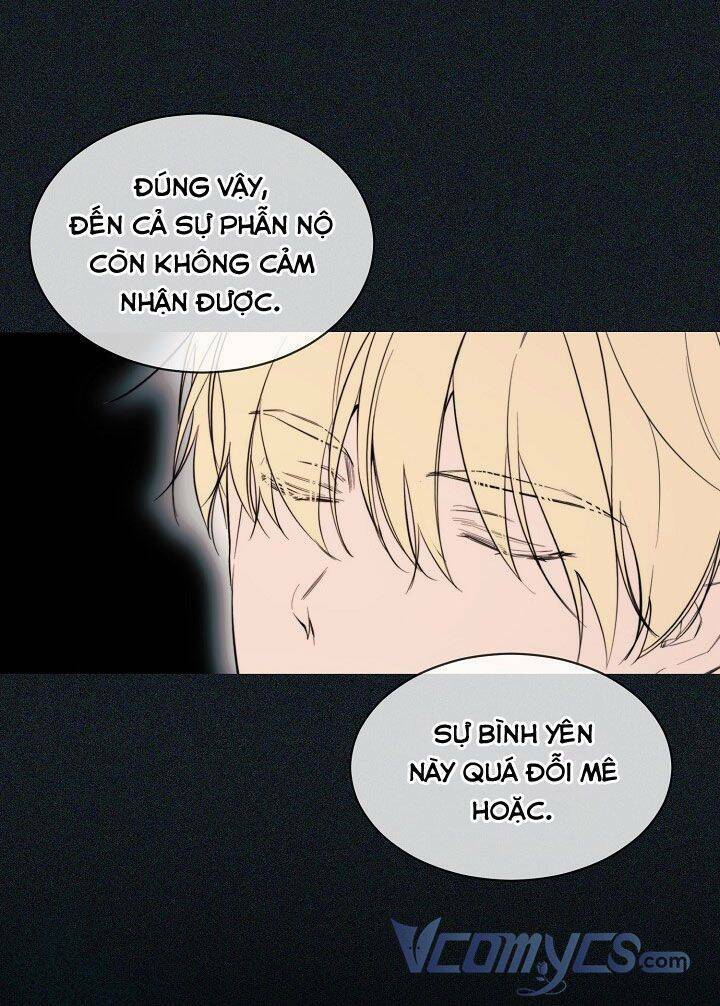 ĐÚNG VẬY,
ĐẾN CẢ SỰ PHẪN NỘ
CÒN KHÔNG CẢM
NHẬN ĐƯỢC.
SỰ BÌNH YÊN
NÀY QUÁ ĐỖI MÊ
HOẶC.
VCOMYCS.com